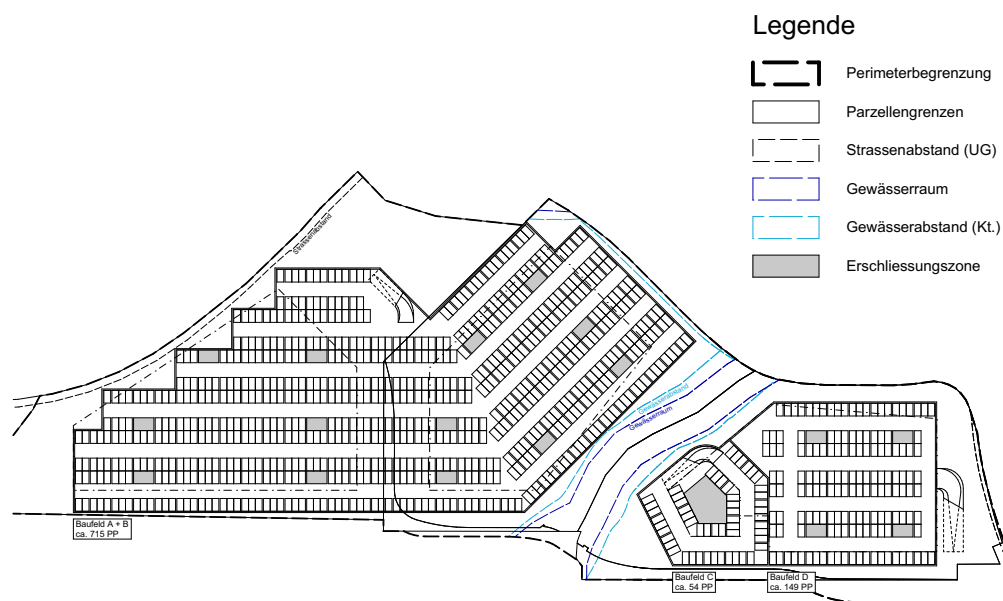 Legende
Perimeterbegrenzung
Parzellengrenzen
Strassenabstand (UG)
Gewässerraum
Gewässerabstand (Kt.)
Erschliessungszone
Strassenabstand
Gewässerabstand
Gewässerraum
Baufeld A + B
ca. 715 PP
Baufeld C
ca. 54 PP
Baufeld D
ca. 149 PP